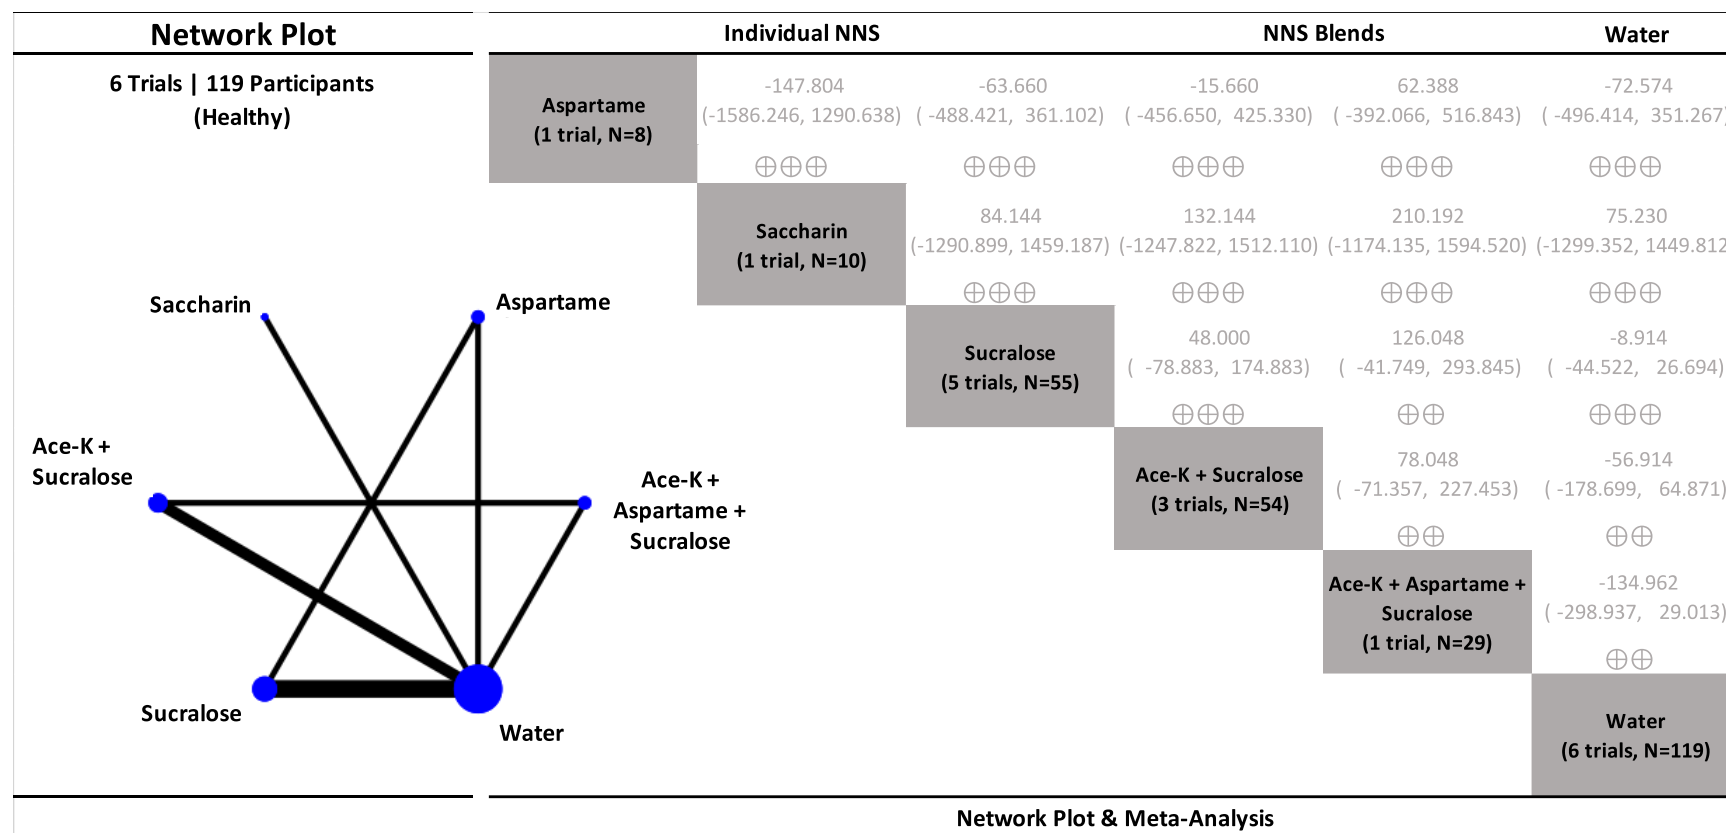 Network Plot
Individual NNS
NNS Blends
Water
6 Trials | 119 Participants
(Healthy)
Aspartame
(1 trial, N=8)
-147.804
(-1586.246, 1290.638)
⊕⊕⊕
-63.660
( -488.421, 361.102)
⊕⊕⊕
-15.660
( -456.650, 425.330)
⊕⊕⊕
62.388
( -392.066, 516.843)
⊕⊕⊕
-72.574
( -496.414, 351.267)
⊕⊕⊕
Saccharin
(1 trial, N=10)
84.144
(-1290.899, 1459.187)
⊕⊕⊕
132.144
(-1247.822, 1512.110)
⊕⊕⊕
210.192
(-1174.135, 1594.520)
⊕⊕⊕
75.230
(-1299.352, 1449.812
⊕⊕⊕
Sucralose
(5 trials, N=55)
48.000
( -78.883, 174.883)
⊕⊕⊕
126.048
( -41.749, 293.845)
⊕⊕
-8.914
( -44.522, 26.694)
⊕⊕⊕
Ace-K + Sucralose
(3 trials, N=54)
78.048
( -71.357, 227.453)
⊕⊕
-56.914
( -178.699, 64.871)
⊕⊕
Ace-K + Aspartame +
Sucralose
(1 trial, N=29)
-134.962
( -298.937, 29.013)
⊕⊕
Water
(6 trials, N=119)
Saccharin
Aspartame
Ace-K +
Sucralose
Ace-K +
Aspartame +
Sucralose
Sucralose
Water
Network Plot & Meta-Analysis